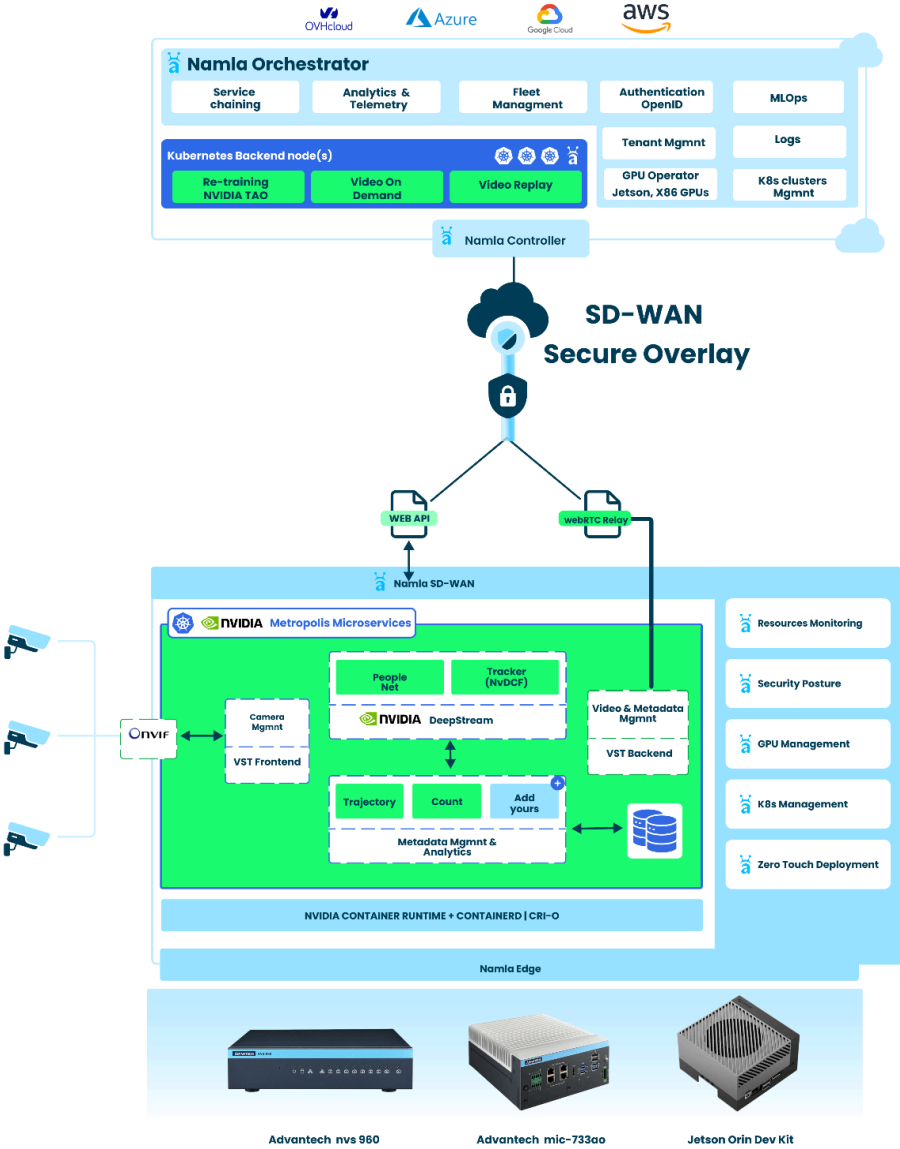 OVHcloud
Azure
Google Cloud
aws
Namla Orchestrator
Service
chaining
Analytics &
Telemetry
Fleet
Managment
Authentication
OpenID
MLOps
Tenant Mgmnt
Logs
GPU Operator
Jetson, X86 GPUs
K8s clusters
Mgmnt
Kubernetes Backend node(s)
Re-training
NVIDIA TAO
Video On
Demand
Video Replay
Namla Controller
SD-WAN
Secure Overlay
WEB API
webRTC Relay
Namla SD-WAN
NVIDIA Metropolis Microservices
People
Net
Tracker
(NvDCF)
NVIDIA DeepStream
Camera
Mgmnt
VST Frontend
ONVIF
Video & Metadata
Mgmnt
VST Backend
Trajectory
Count
Add
yours
Metadata Mgmnt &
Analytics
Resources Monitoring
Security Posture
GPU Management
K8s Management
Zero Touch Deployment
NVIDIA CONTAINER RUNTIME + CONTAINERD | CRI-O
Namla Edge
Advantech nvs 960
Advantech mic-733ao
Jetson Orin Dev Kit